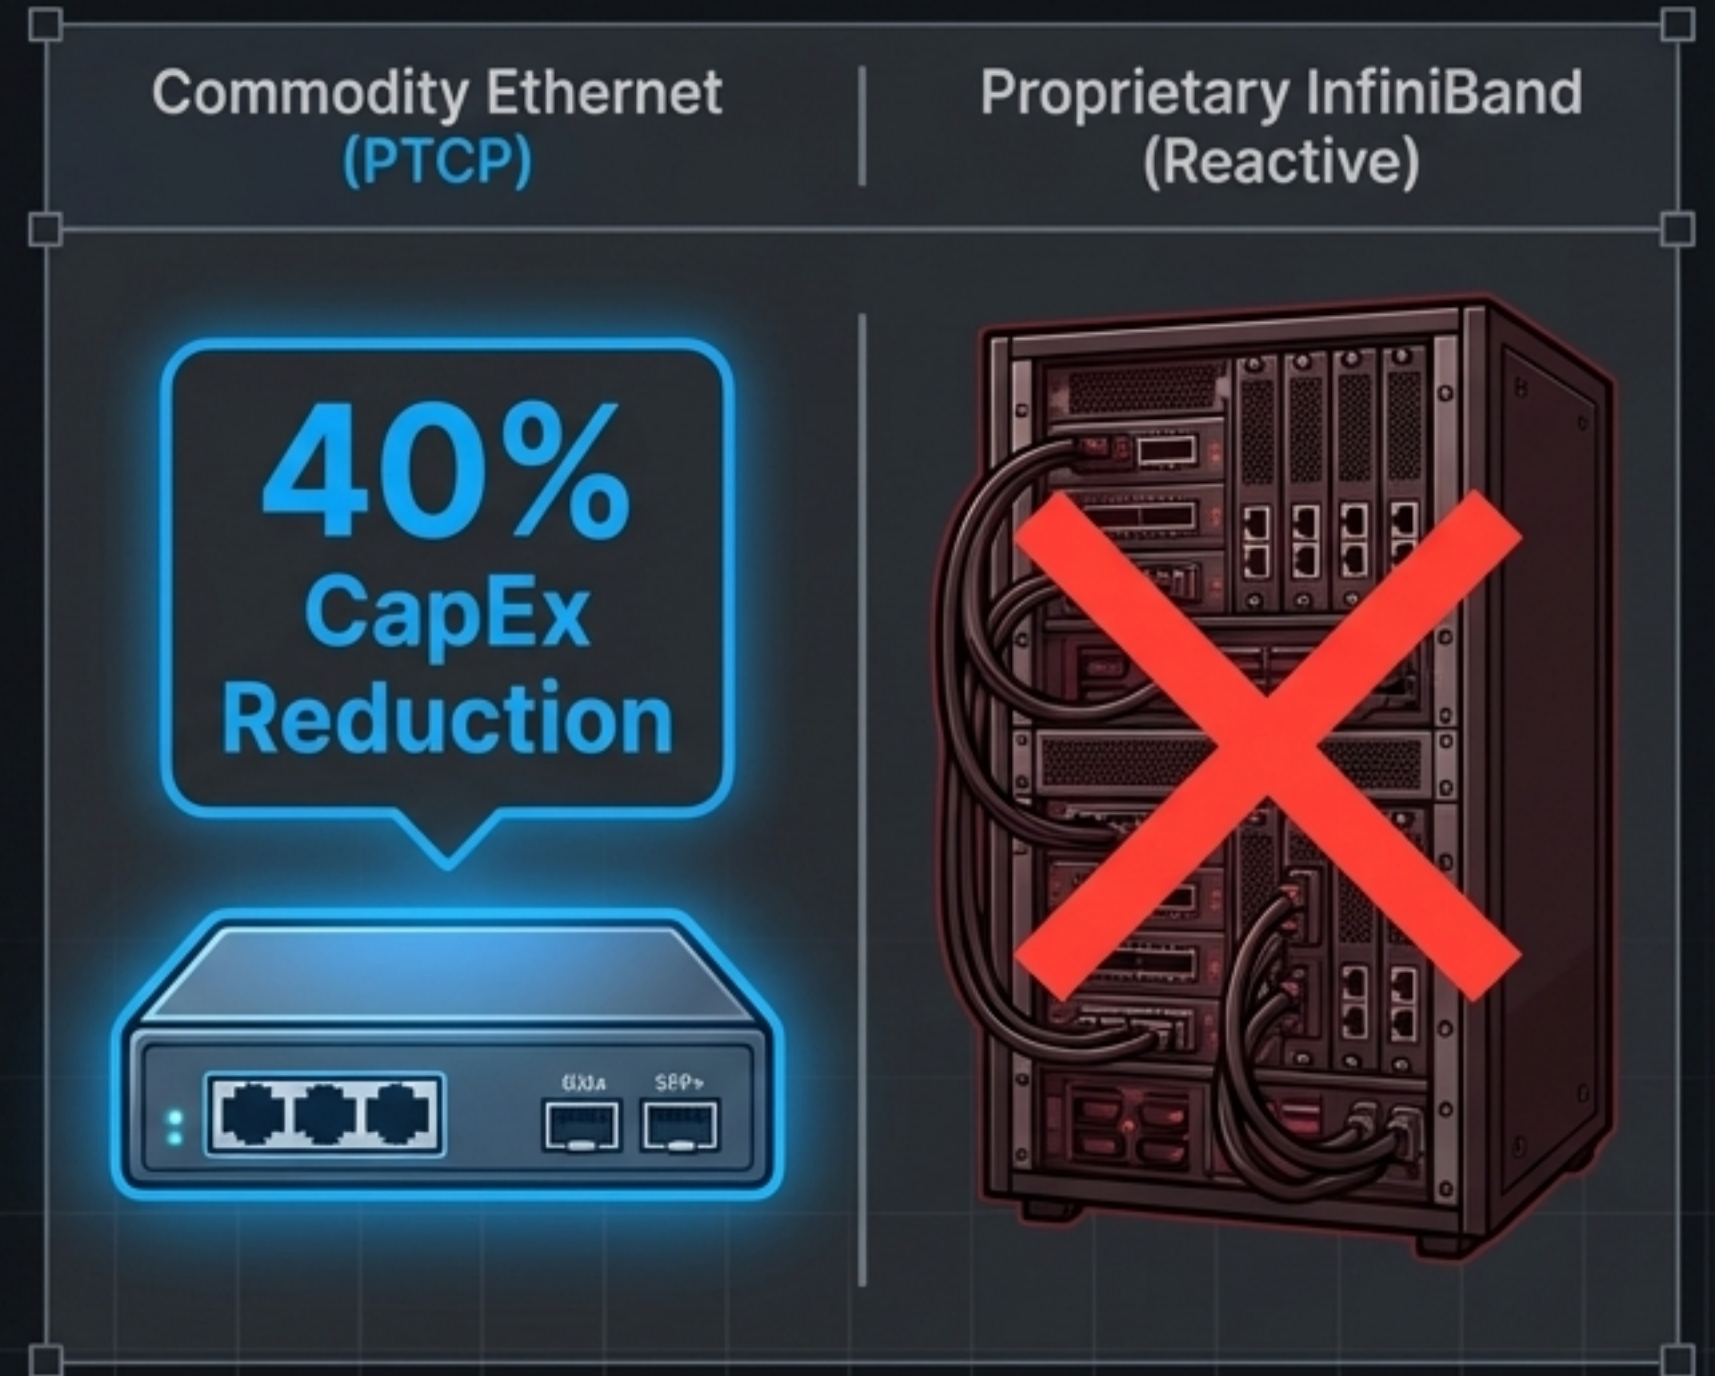 Commodity Ethernet
(PTCP)
Proprietary InfiniBand
(Reactive)
40%
CapEx
Reduction